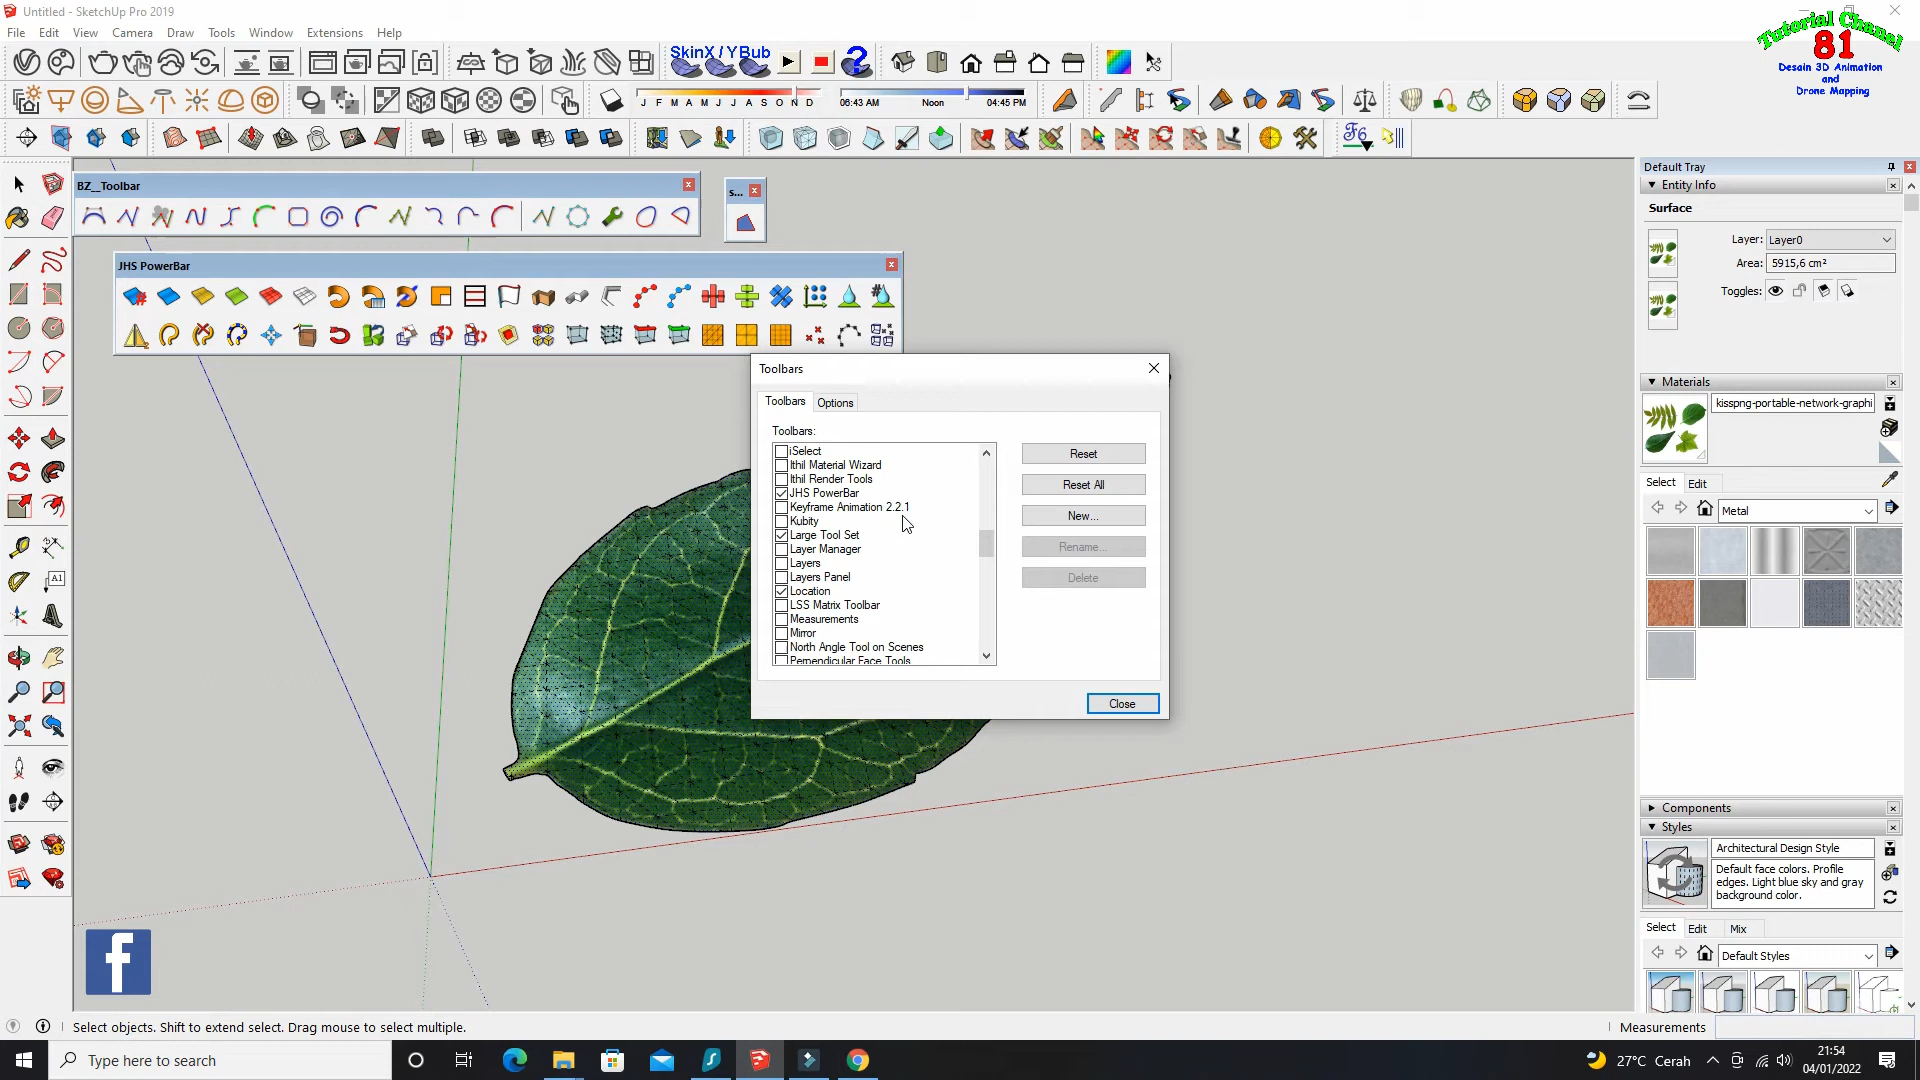 Untitled - SketchUp Pro 2019
File Edit View Camera Draw Tools Window Extensions Help
Tutorial Chanel
81
Desain 3D Animation
and
Drone Mapping
SkinX / YBub
J F M A M J J A S O N D
06:43 AM Noon 04:45 PM
BZ__Toolbar
s...
JHS PowerBar
Toolbars
Toolbars Options
Toolbars:
iSelect
Ithil Material Wizard
Ithil Render Tools
JHS PowerBar
Keyframe Animation 2.2.1
Kubity
Large Tool Set
Layer Manager
Layers
Layers Panel
Location
LSS Matrix Toolbar
Measurements
Mirror
North Angle Tool on Scenes
Perpendicular Face Tools
Reset
Reset All
New...
Rename...
Delete
Close
Default Tray
Entity Info
Surface
Layer: Layer0
Area: 5915,6 cm²
Toggles:
Materials
kisspng-portable-network-graphi
Select Edit
Metal
Components
Styles
Architectural Design Style
Default face colors. Profile
edges. Light blue sky and gray
background color.
Select Edit Mix
Default Styles
Select objects. Shift to extend select. Drag mouse to select multiple.
Measurements
Type here to search
27°C Cerah
21:54
04/01/2022